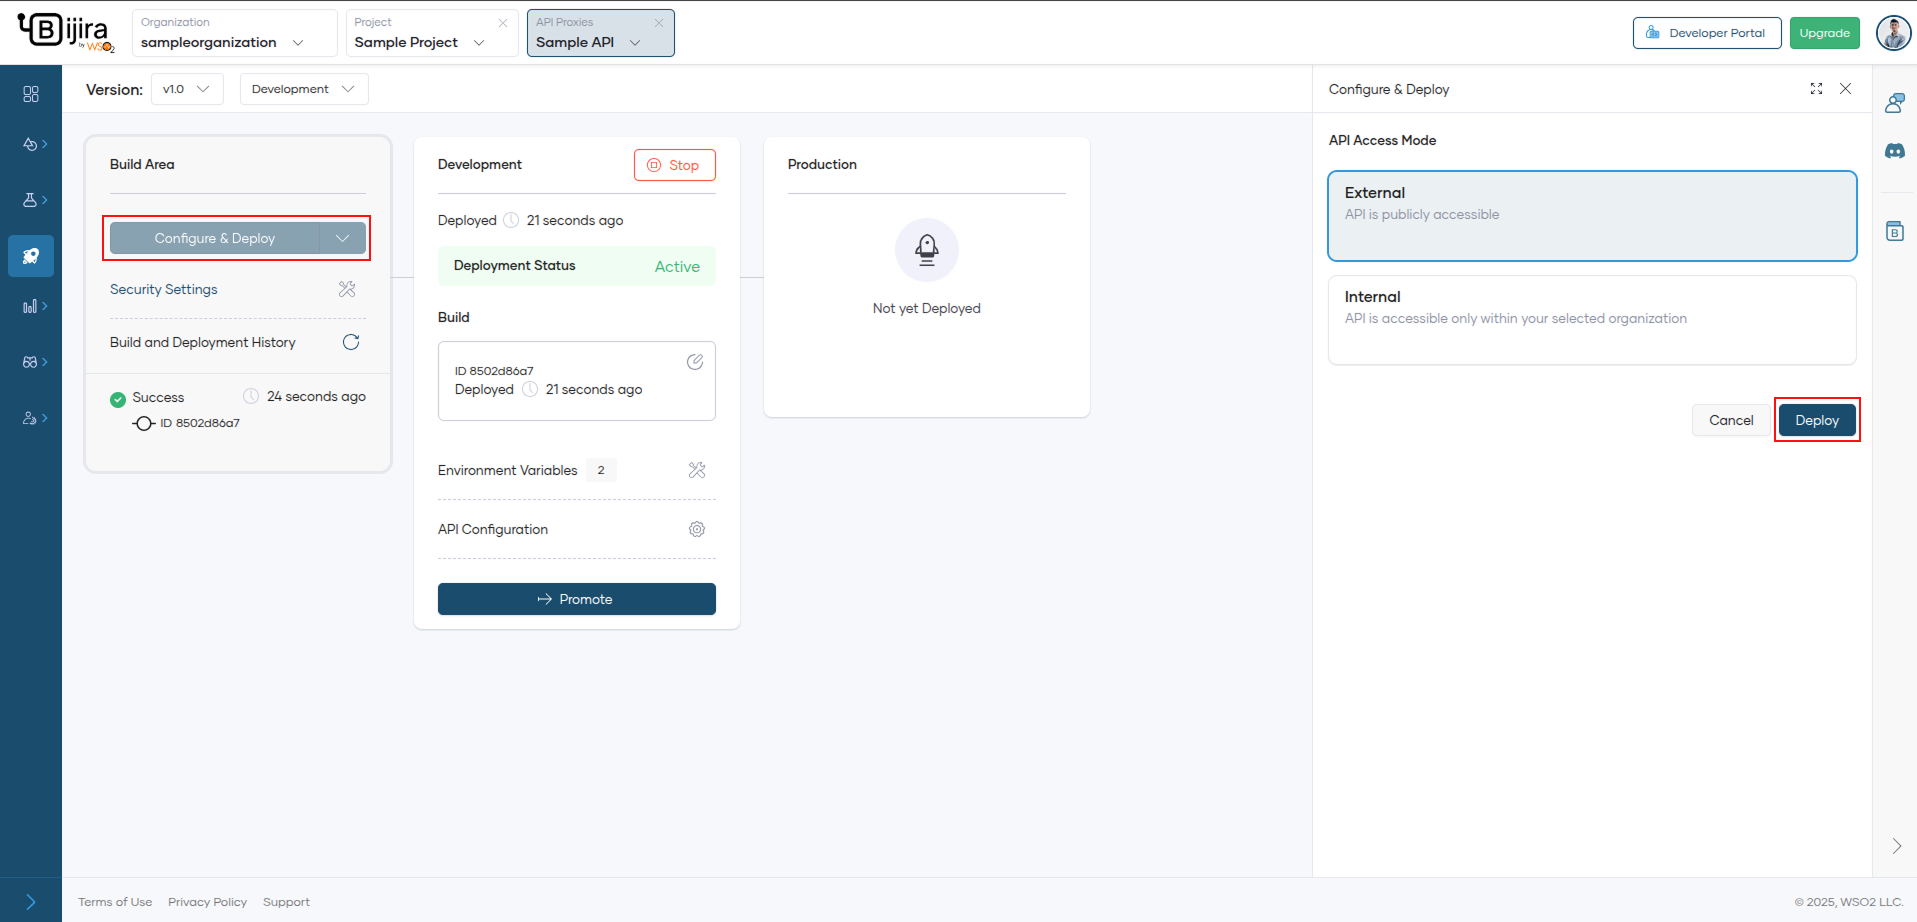 Bijira
by WSO2
Organization
sampleorganization
Project
Sample Project
API Proxies
Sample API
Developer Portal
Upgrade
Version:
v1.0
Development
Build Area
Configure & Deploy
Security Settings
Build and Deployment History
Success
24 seconds ago
ID 8502d86a7
Development
Stop
Deployed 21 seconds ago
Deployment Status
Active
Build
ID 8502d86a7
Deployed 21 seconds ago
Environment Variables 2
API Configuration
Promote
Production
Not yet Deployed
Configure & Deploy
API Access Mode
External
API is publicly accessible
Internal
API is accessible only within your selected organization
Cancel
Deploy
B
Terms of Use Privacy Policy Support
© 2025, WSO2 LLC.